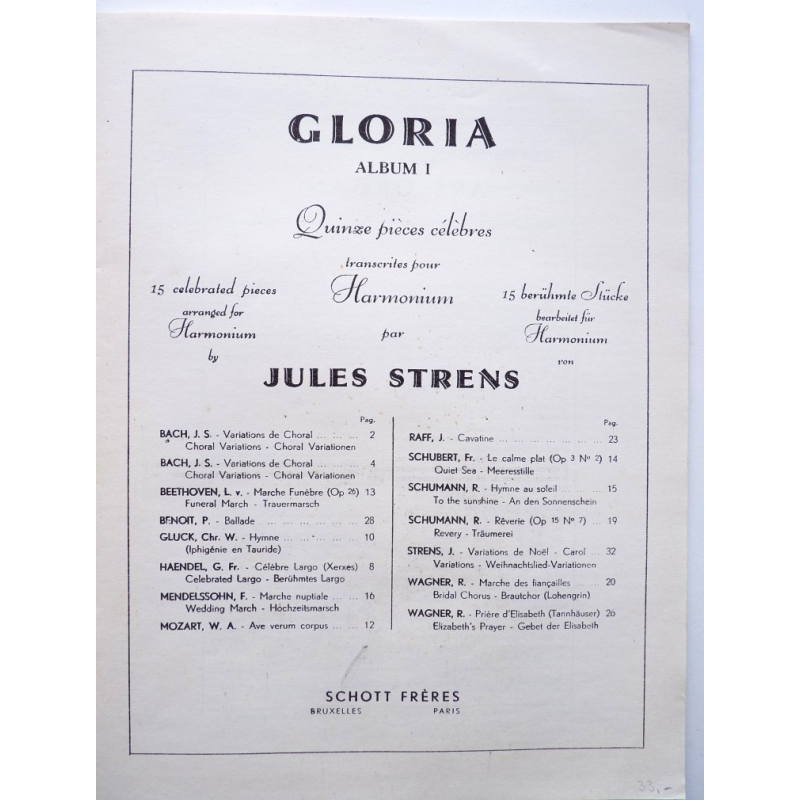 GLORIA
ALBUM I
Quinze pièces célèbres
transcrites pour
Harmonium
par
15 celebrated pieces
arranged for
Harmonium
by
15 berühmte Stücke
bearbeitet für
Harmonium
von
JULES STRENS
Pag.
BACH, J. S. - Variations de Choral ... ... ... 2
Choral Variations - Choral Variationen
BACH, J. S. - Variations de Choral ... ... ... 4
Choral Variations - Choral Variationen
BEETHOVEN, L. v. - Marche Funèbre (Op 26) 13
Funeral March - Trauermarsch
BENOIT, P. - Ballade ... ... ... ... ... ... 28
GLUCK, Chr. W. - Hymne ... ... ... ... ... 10
(Iphigénie en Tauride)
HAENDEL, G. Fr. - Célèbre Largo (Xerxes) 8
Celebrated Largo - Berühmtes Largo
MENDELSSOHN, F. - Marche nuptiale ... ... 16
Wedding March - Hochzeitsmarsch
MOZART, W. A. - Ave verum corpus ... ... 12
Pag.
RAFF, J. - Cavatine ... ... ... ... ... ... 23
SCHUBERT, Fr. - Le calme plat (Op 3 No 2) 14
Quiet Sea - Meeresstille
SCHUMANN, R. - Hymne au soleil ... ... 15
To the sunshine - An den Sonnenschein
SCHUMANN, R. - Rêverie (Op 15 No 7) ... 19
Revery - Träumerei
STRENS, J. - Variations de Noël - Carol ... 32
Variations - Weihnachtslied-Variationen
WAGNER, R. - Marche des fiançailles ... ... 20
Bridal Chorus - Brautchor (Lohengrin)
WAGNER, R. - Prière d'Elisabeth (Tannhäuser) 26
Elizabeth's Prayer - Gebet der Elisabeth
SCHOTT FRÈRES
BRUXELLES PARIS
33,-